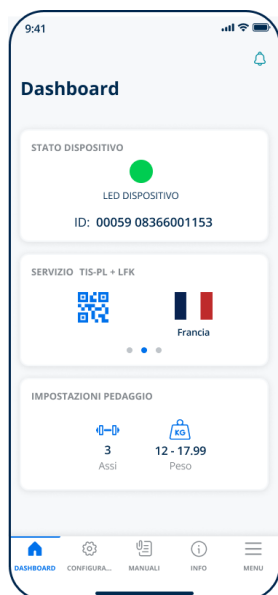 9:41
Dashboard
STATO DISPOSITIVO
LED DISPOSITIVO
ID: 00059 08366001153
SERVIZIO TIS-PL + LFK
Francia
IMPOSTAZIONI PEDAGGIO
KG
3
12 - 17.99
Assi
Peso
DASHBOARD
CONFIGURA...
MANUALI
INFO
MENU